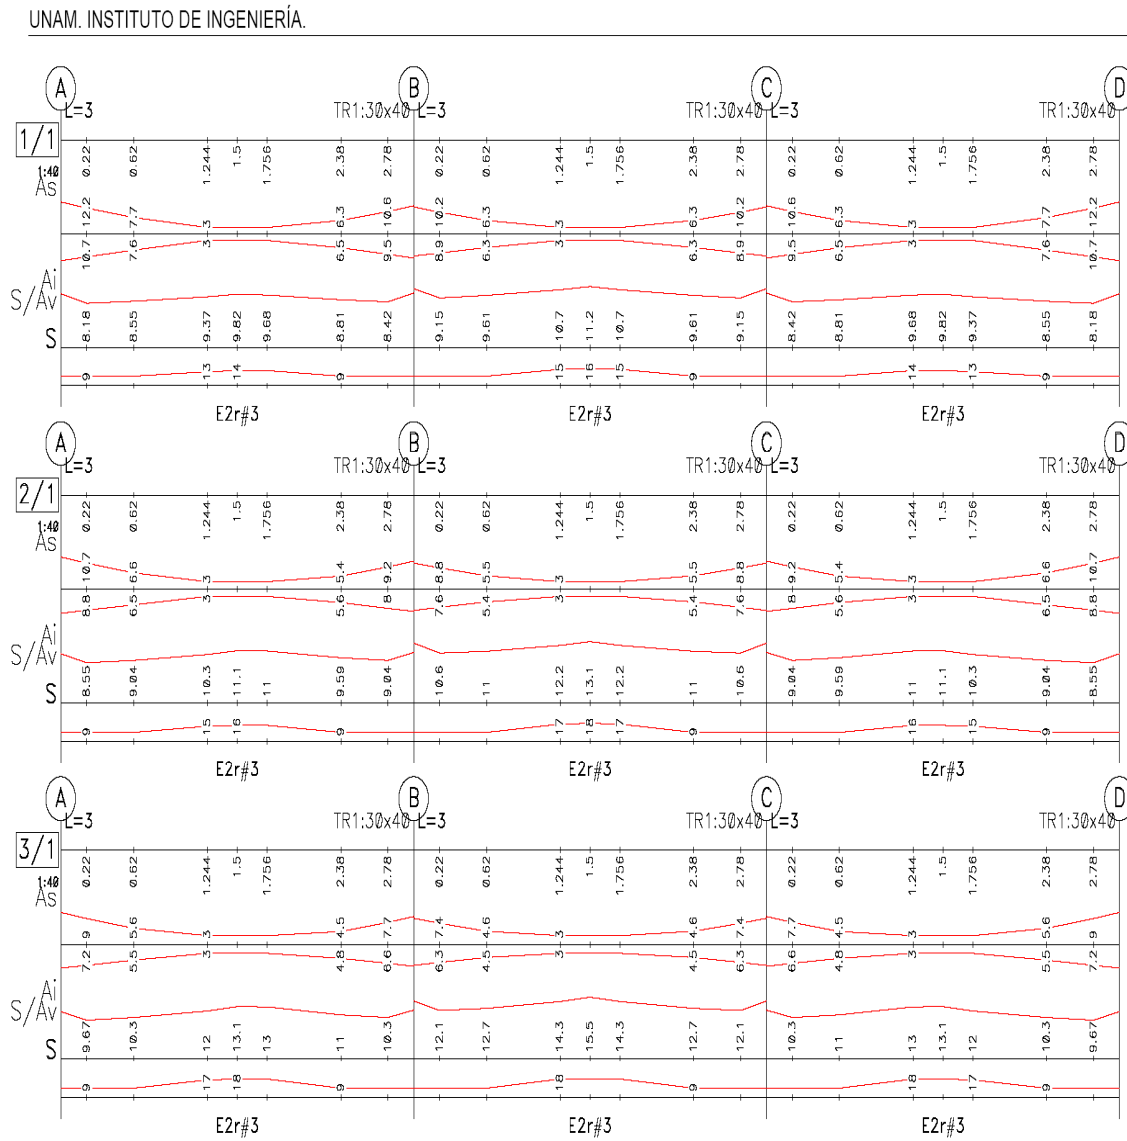 UNAM. INSTITUTO DE INGENIERÍA.
A B C D
L=3 TR1:30x40 L=3 TR1:30x40 L=3 TR1:30x40
1/1
0.22 0.62 1.244 1.5 1.756 2.38 2.78 0.22 0.62 1.244 1.5 1.756 2.38 2.78 0.22 0.62 1.244 1.5 1.756 2.38 2.78
1:40
As
12.2 7.7 3 6.3 10.6 10.2 6.3 3 6.3 10.2 10.6 6.3 3 7.7 12.2
10.7 7.6 3 6.5 9.5 8.9 6.3 3 6.3 8.9 9.5 6.5 3 7.6 10.7
Ai
S/Av
8.18 8.55 9.37 9.82 9.68 8.81 8.42 9.15 9.61 10.7 11.2 10.7 9.61 9.15 8.42 8.81 9.68 9.82 9.37 8.55 8.18
S
9 13 14 9 15 16 15 9 14 13 9
E2r#3 E2r#3 E2r#3
A B C D
L=3 TR1:30x40 L=3 TR1:30x40 L=3 TR1:30x40
2/1
0.22 0.62 1.244 1.5 1.756 2.38 2.78 0.22 0.62 1.244 1.5 1.756 2.38 2.78 0.22 0.62 1.244 1.5 1.756 2.38 2.78
1:40
As
10.7 6.6 3 5.4 9.2 8.8 5.5 3 5.5 8.8 9.2 5.4 3 6.6 10.7
8.8 6.5 3 5.6 8 7.6 5.4 3 5.4 7.6 8 5.6 3 6.5 8.8
Ai
S/Av
8.55 9.04 10.3 11.1 11 9.59 9.04 10.6 11 12.2 13.1 12.2 11 10.6 9.04 9.59 11 11.1 10.3 9.04 8.55
S
9 15 16 9 17 18 17 9 16 15 9
E2r#3 E2r#3 E2r#3
A B C D
L=3 TR1:30x40 L=3 TR1:30x40 L=3 TR1:30x40
3/1
0.22 0.62 1.244 1.5 1.756 2.38 2.78 0.22 0.62 1.244 1.5 1.756 2.38 2.78 0.22 0.62 1.244 1.5 1.756 2.38 2.78
1:40
As
9 5.6 3 4.5 7.7 7.4 4.6 3 4.6 7.4 7.7 4.5 3 5.6 9
7.2 5.5 3 4.8 6.6 6.3 4.5 3 4.5 6.3 6.6 4.8 3 5.5 7.2
Ai
S/Av
9.67 10.3 12 13.1 13 11 10.3 12.1 12.7 14.3 15.5 14.3 12.7 12.1 10.3 11 13 13.1 12 10.3 9.67
S
9 17 18 9 18 9 18 17 9
E2r#3 E2r#3 E2r#3